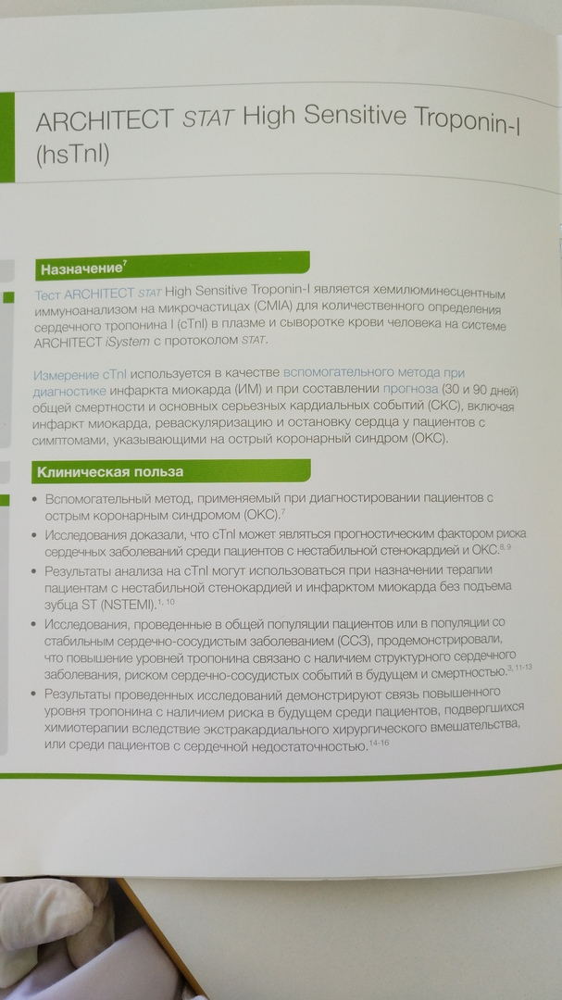 ARCHITECT STAT High Sensitive Troponin-I
(hsTnI)
Назначение⁷
Тест ARCHITECT STAT High Sensitive Troponin-I является хемилюминесцентным
иммуноанализом на микрочастицах (CMIA) для количественного определения
сердечного тропонина I (cTnI) в плазме и сыворотке крови человека на системе
ARCHITECT iSystem с протоколом STAT.
Измерение cTnI используется в качестве вспомогательного метода при
диагностике инфаркта миокарда (ИМ) и при составлении прогноза (30 и 90 дней)
общей смертности и основных серьезных кардиальных событий (СКС), включая
инфаркт миокарда, реваскуляризацию и остановку сердца у пациентов с
симптомами, указывающими на острый коронарный синдром (ОКС).
Клиническая польза
• Вспомогательный метод, применяемый при диагностировании пациентов с
острым коронарным синдромом (ОКС).⁷
• Исследования доказали, что cTnI может являться прогностическим фактором риска
сердечных заболеваний среди пациентов с нестабильной стенокардией и ОКС.⁸,⁹
• Результаты анализа на cTnI могут использоваться при назначении терапии
пациентам с нестабильной стенокардией и инфарктом миокарда без подъема
зубца ST (NSTEMI).¹,¹⁰
• Исследования, проведенные в общей популяции пациентов или в популяции со
стабильным сердечно-сосудистым заболеванием (ССЗ), продемонстрировали,
что повышение уровней тропонина связано с наличием структурного сердечного
заболевания, риском сердечно-сосудистых событий в будущем и смертностью.³,¹¹⁻¹³
• Результаты проведенных исследований демонстрируют связь повышенного
уровня тропонина с наличием риска в будущем среди пациентов, подвергшихся
химиотерапии вследствие экстракардиального хирургического вмешательства,
или среди пациентов с сердечной недостаточностью.¹⁴⁻¹⁶